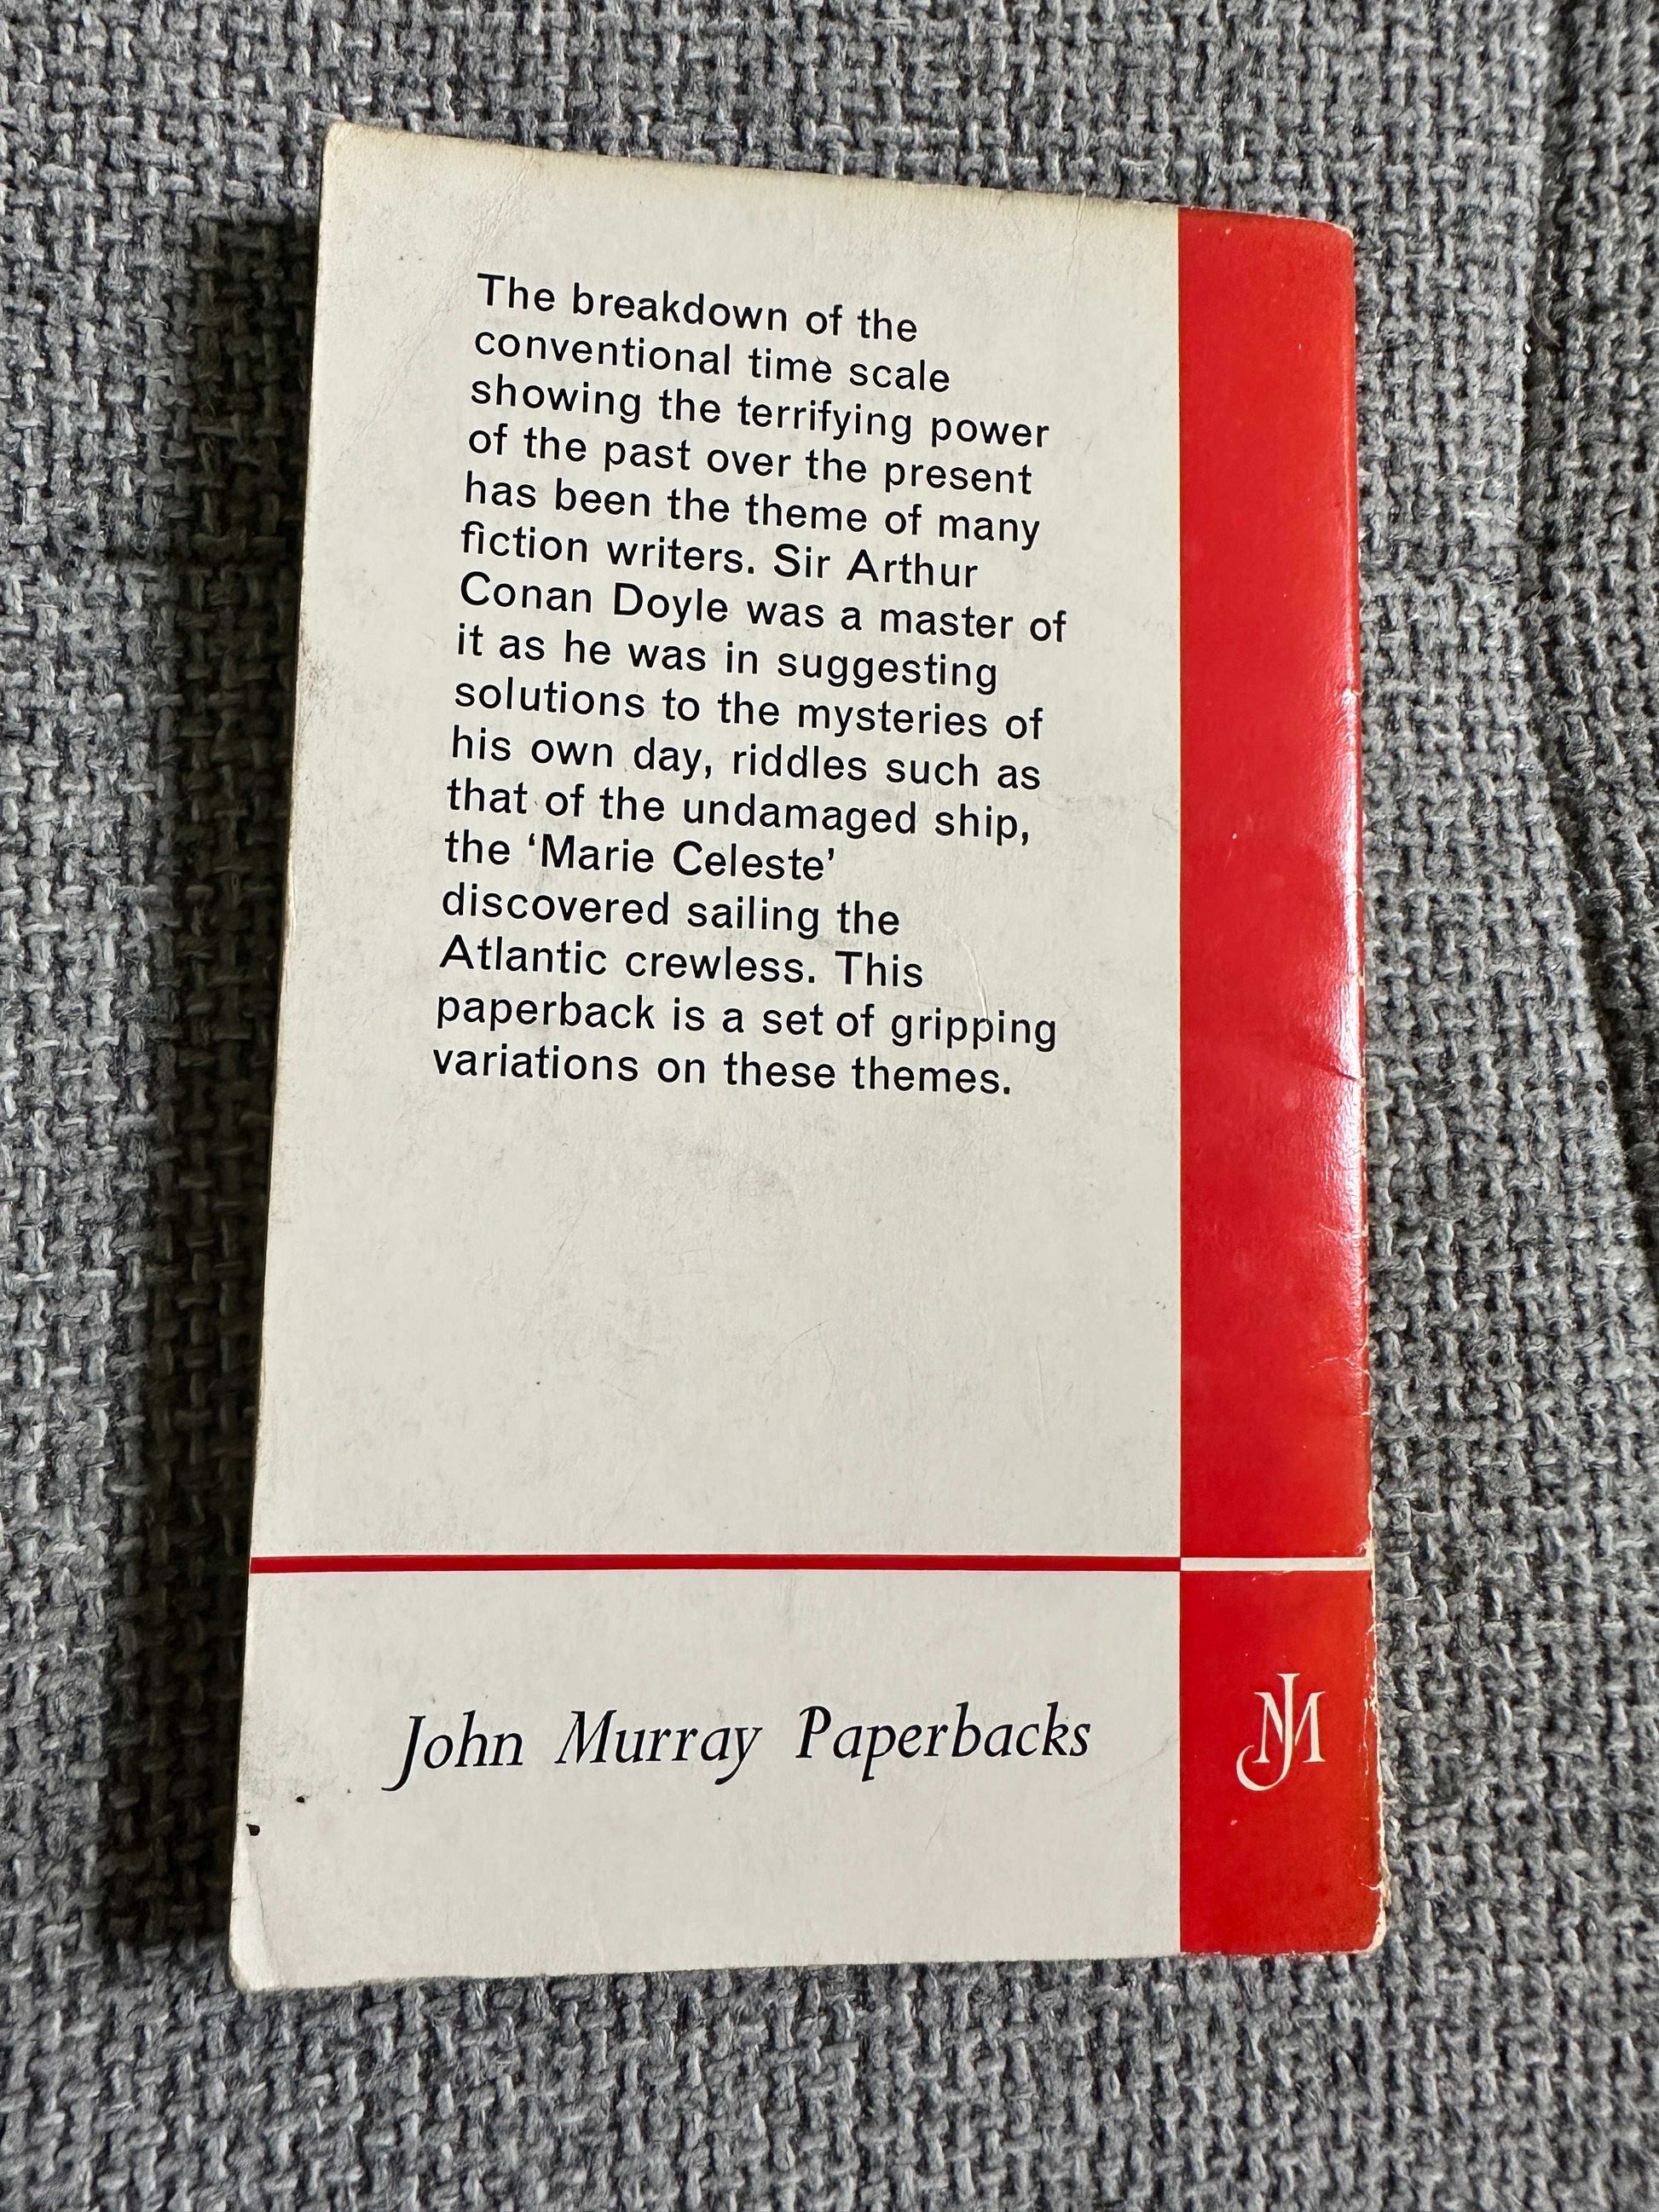 The breakdown of the
conventional time scale
showing the terrifying power
of the past over the present
has been the theme of many
fiction writers. Sir Arthur
Conan Doyle was a master of
it as he was in suggesting
solutions to the mysteries of
his own day, riddles such as
that of the undamaged ship,
the ‘Marie Celeste’
discovered sailing the
Atlantic crewless. This
paperback is a set of gripping
variations on these themes.
John Murray Paperbacks
JM